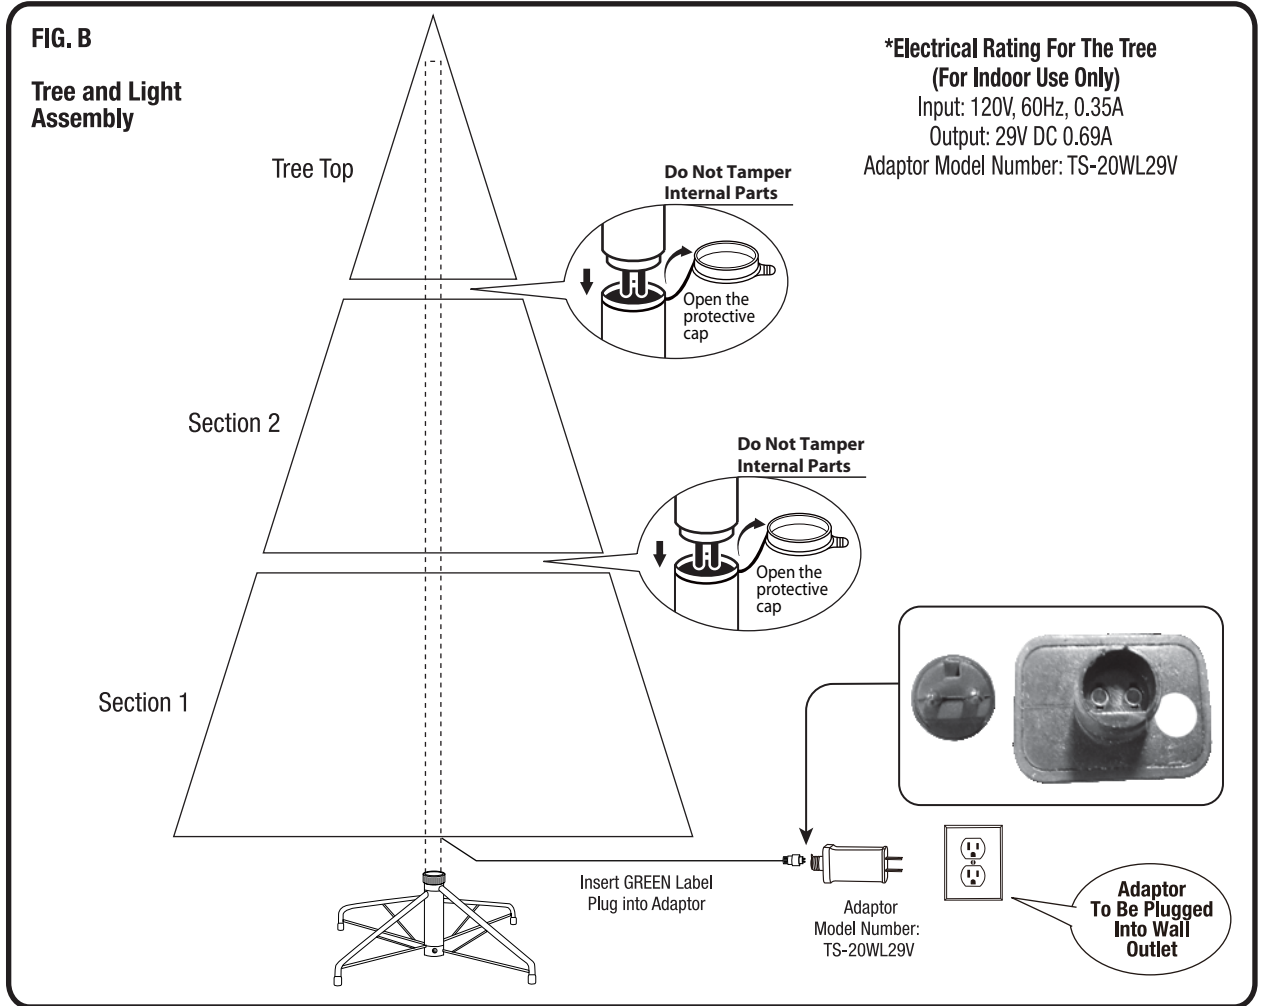 FIG. B
Tree and Light
Assembly
*Electrical Rating For The Tree
(For Indoor Use Only)
Input: 120V, 60Hz, 0.35A
Output: 29V DC 0.69A
Adaptor Model Number: TS-20WL29V
Tree Top
Do Not Tamper
Internal Parts
Open the
protective
cap
Section 2
Do Not Tamper
Internal Parts
Open the
protective
cap
Section 1
Insert GREEN Label
Plug into Adaptor
Adaptor
Model Number:
TS-20WL29V
Adaptor
To Be Plugged
Into Wall
Outlet